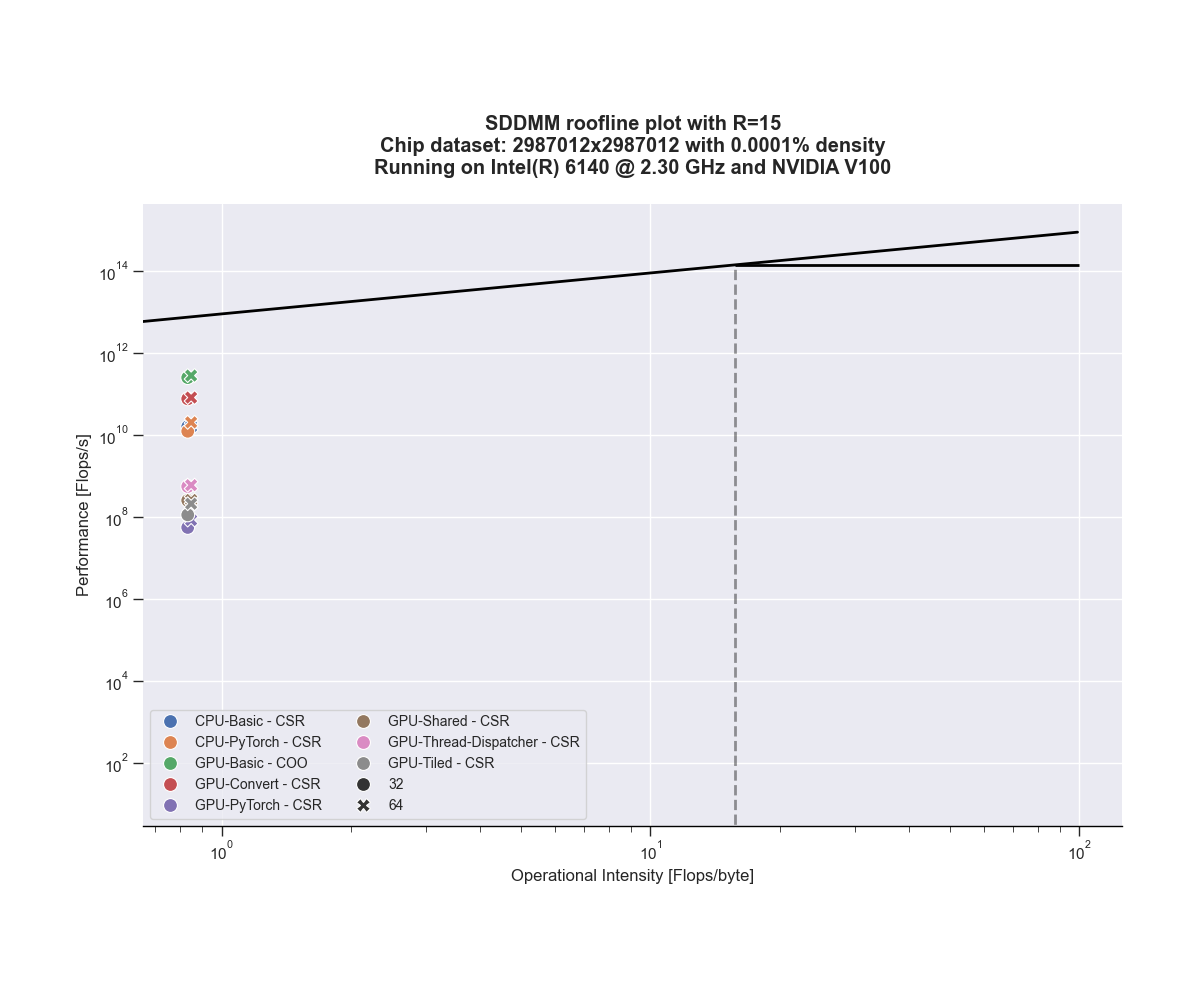 SDDMM roofline plot with R=15
Chip dataset: 2987012x2987012 with 0.0001% density
Running on Intel(R) 6140 @ 2.30 GHz and NVIDIA V100
Performance [Flops/s]
10^14
10^12
10^10
10^8
10^6
10^4
10^2
CPU-Basic - CSR
CPU-PyTorch - CSR
GPU-Basic - COO
GPU-Convert - CSR
GPU-PyTorch - CSR
GPU-Shared - CSR
GPU-Thread-Dispatcher - CSR
GPU-Tiled - CSR
32
64
10^0
10^1
10^2
Operational Intensity [Flops/byte]